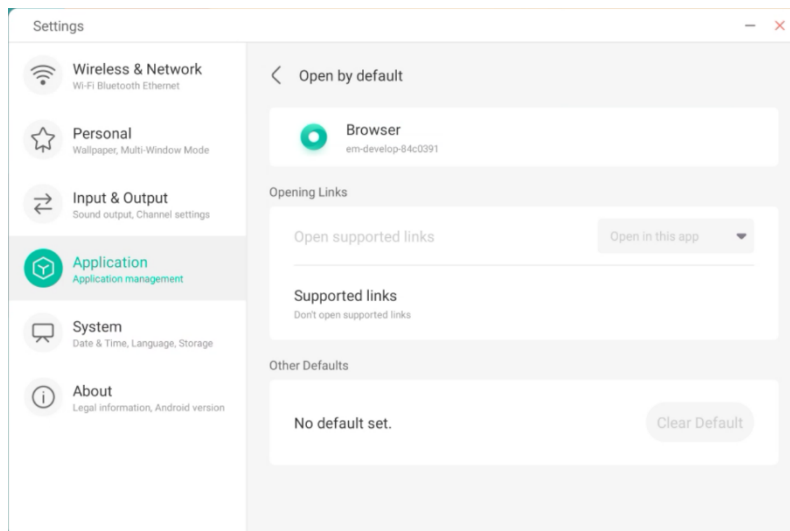 Settings
Wireless & Network
Wi-Fi Bluetooth Ethernet
Personal
Wallpaper, Multi-Window Mode
Input & Output
Sound output, Channel settings
Application
Application management
System
Date & Time, Language, Storage
About
Legal information, Android version
Open by default
Browser
em-develop-84c0391
Opening Links
Open supported links
Open in this app
Supported links
Don't open supported links
Other Defaults
No default set.
Clear Default